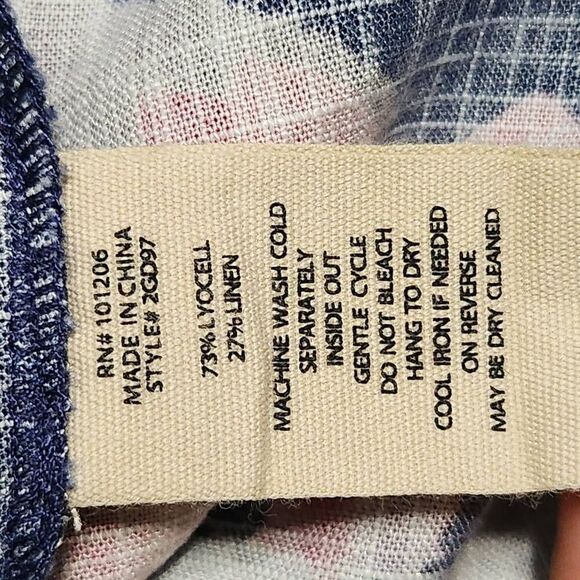 RN# 101206
MADE IN CHINA
STYLE# 2GD97
73% LYOCELL
27% LINEN
MACHINE WASH COLD
SEPARATELY
INSIDE OUT
GENTLE CYCLE
DO NOT BLEACH
HANG TO DRY
COOL IRON IF NEEDED
ON REVERSE
MAY BE DRY CLEANED